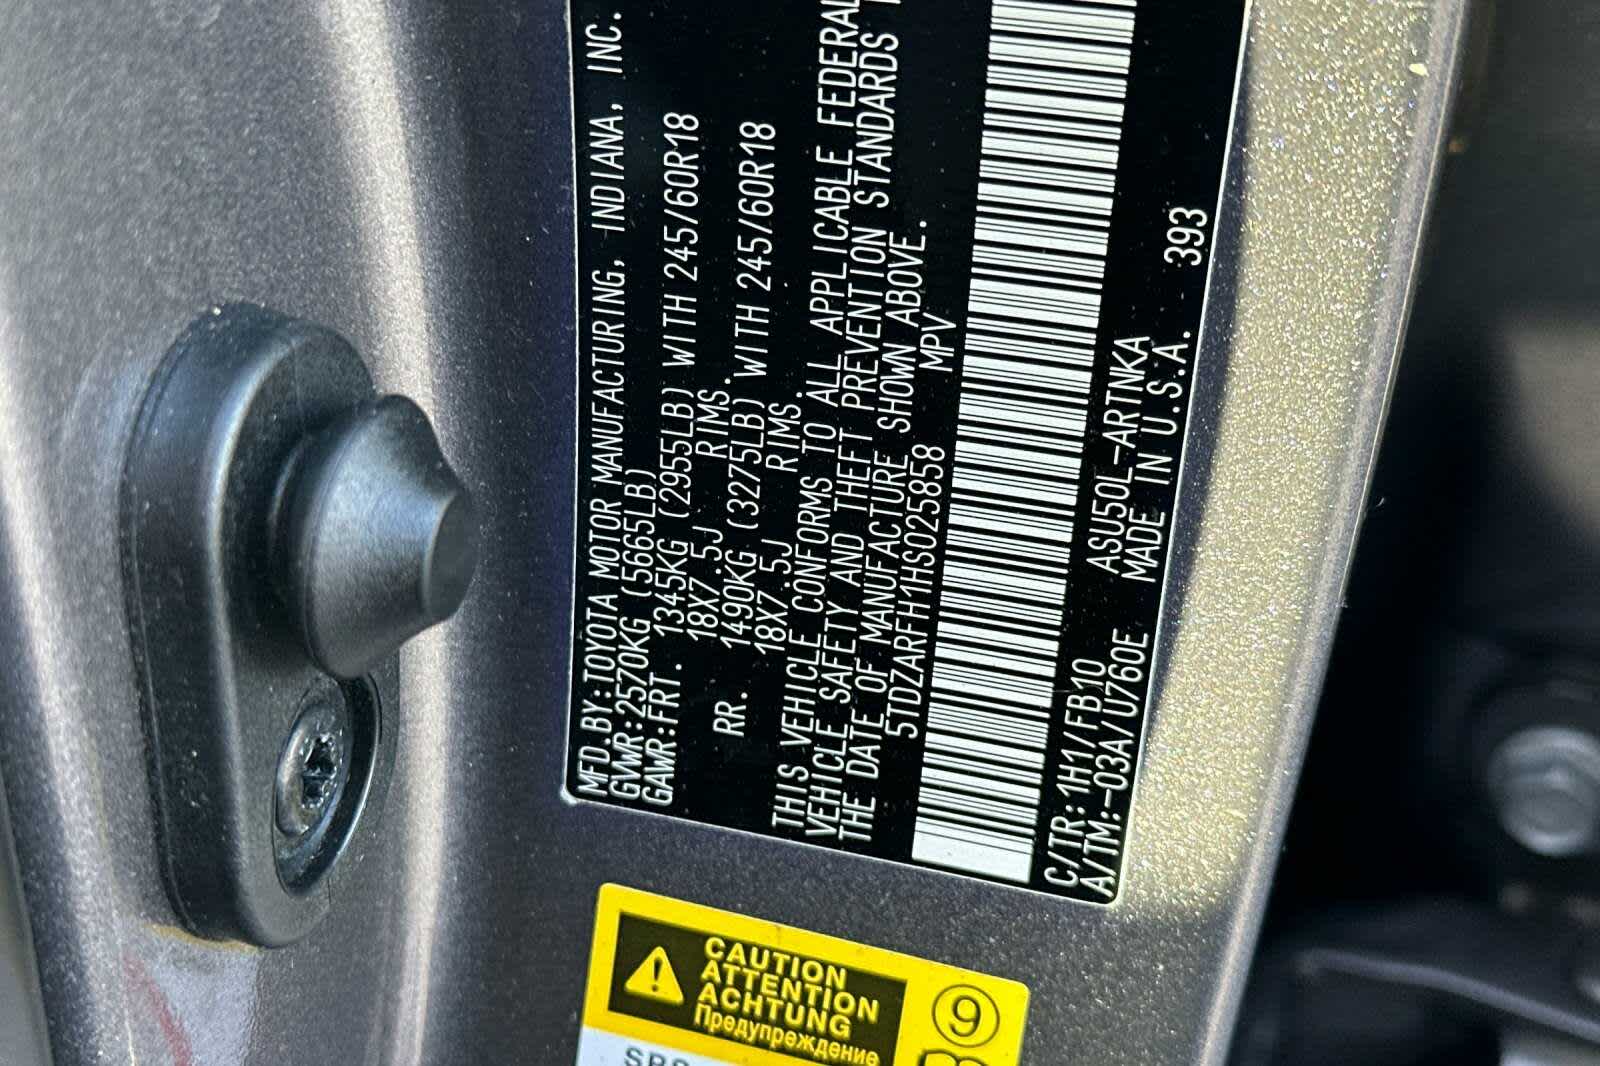 MFD.BY:TOYOTA MOTOR MANUFACTURING, INDIANA, INC.
GVWR:2570KG (5665LB)
GAWR:FRT. 1345KG (2955LB) WITH 245/60R18
18X7.5J RIMS.
RR. 1490KG (3275LB) WITH 245/60R18
18X7.5J RIMS.
THIS VEHICLE CONFORMS TO ALL APPLICABLE FEDERAL
VEHICLE SAFETY AND THEFT PREVENTION STANDARDS
THE DATE OF MANUFACTURE SHOWN ABOVE.
5TDZARFH1HS025858 MPV
C/TR:1H1/FB10 ASU50L-ARTNKA 393
A/TM:-03A/U760E MADE IN U.S.A.
CAUTION
ATTENTION
ACHTUNG
Предупреждение
9